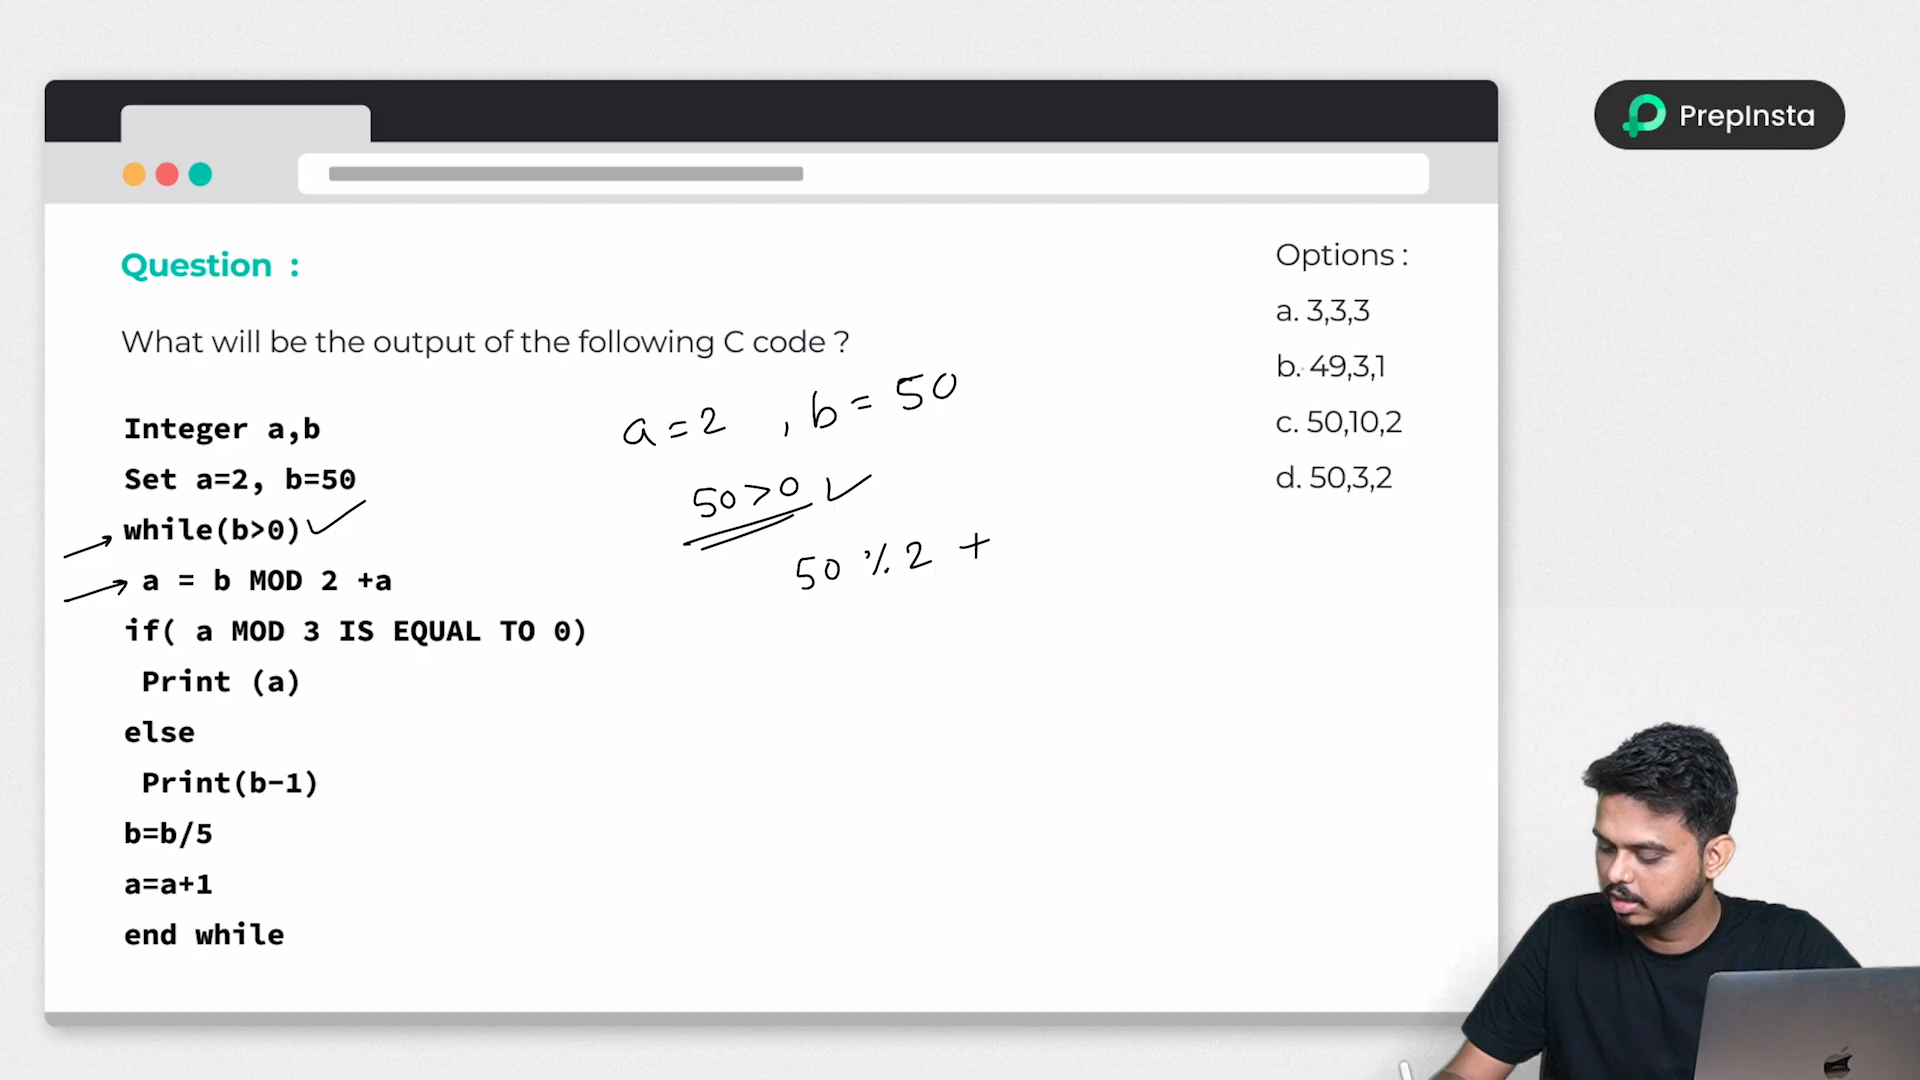 PrepInsta
Question :
Options :
a. 3,3,3
What will be the output of the following C code ?
b. 49,3,1
Integer a,b
a=2 , b= 50
c. 50,10,2
Set a=2, b=50
d. 50,3,2
50>0
while(b>0)
50 % 2 +
a = b MOD 2 +a
if( a MOD 3 IS EQUAL TO 0)
Print (a)
else
Print(b-1)
b=b/5
a=a+1
end while